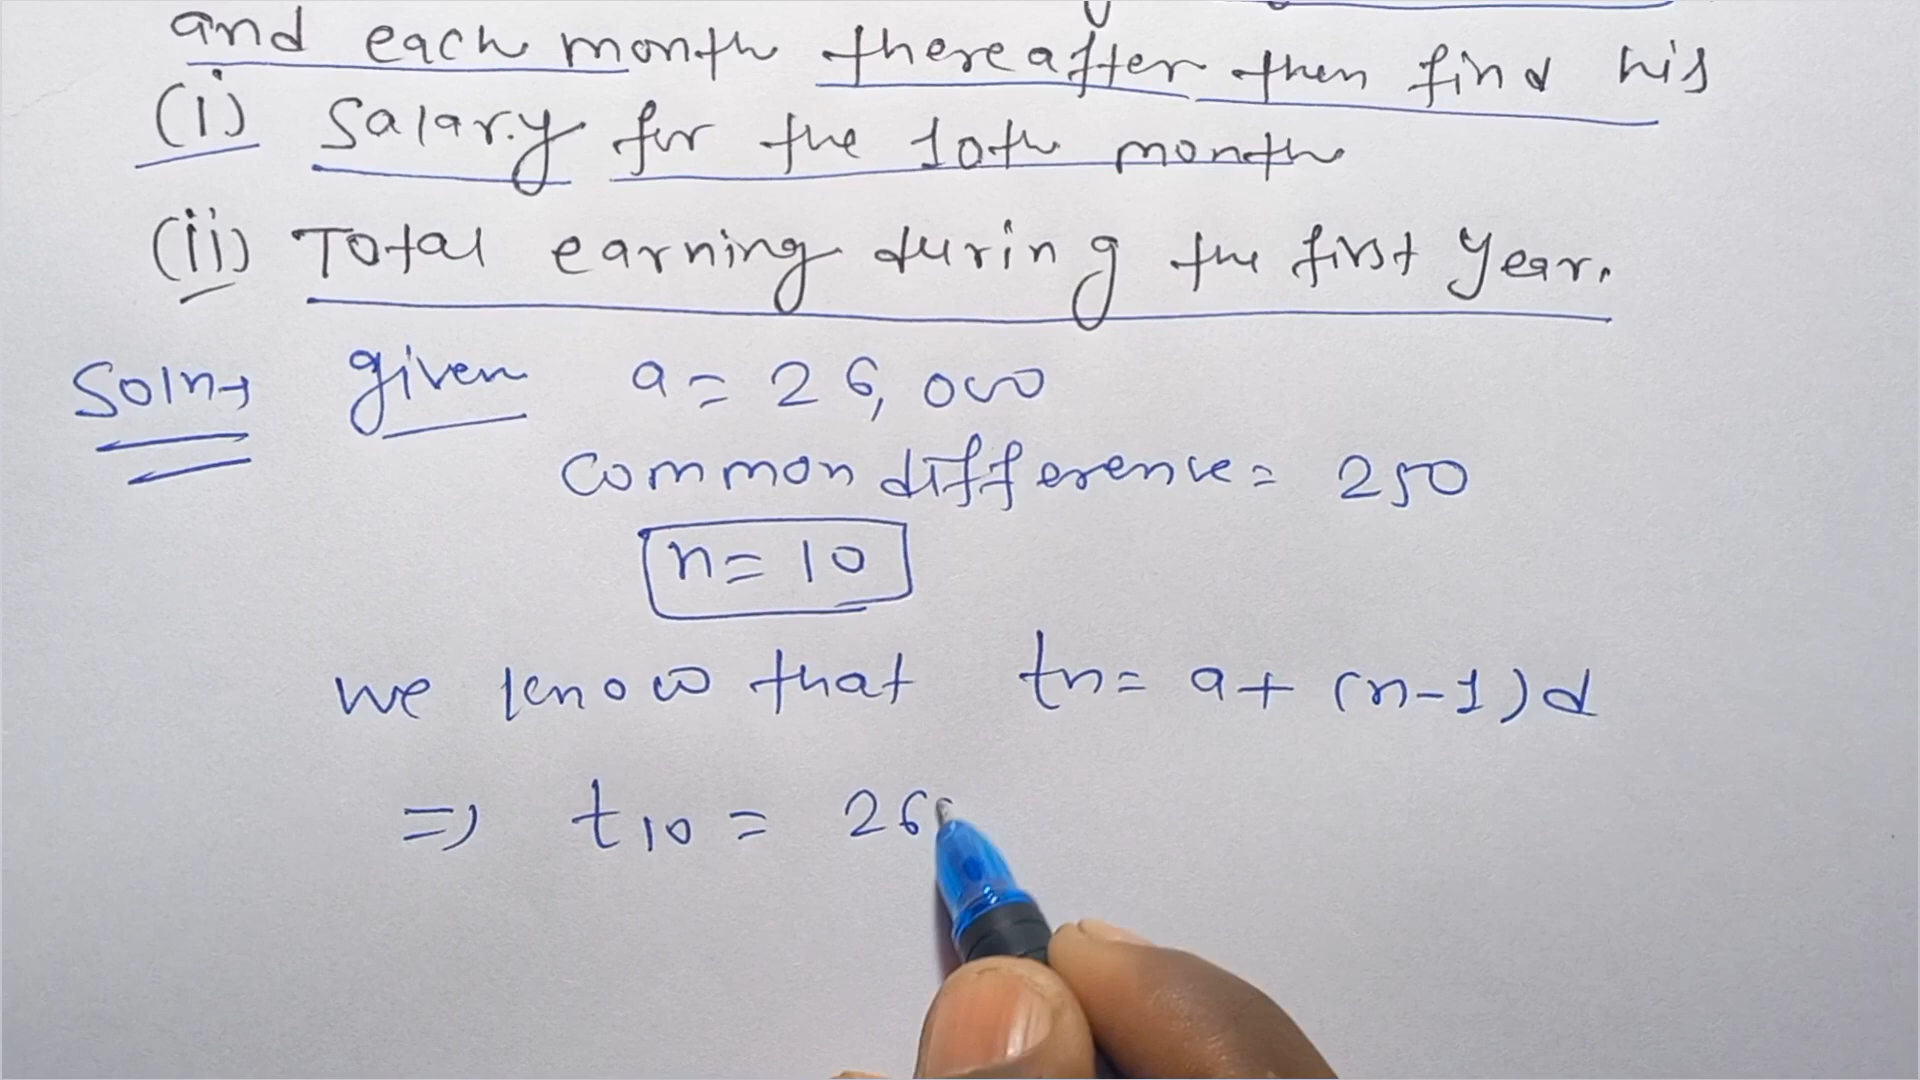 and each month thereafter then find his
(i) Salary for the 10th month
(ii) Total earning during the first year.
Soln→ given a = 26,000
common difference = 250
n = 10
we know that tn = a + (n-1)d
⇒ t10 = 26